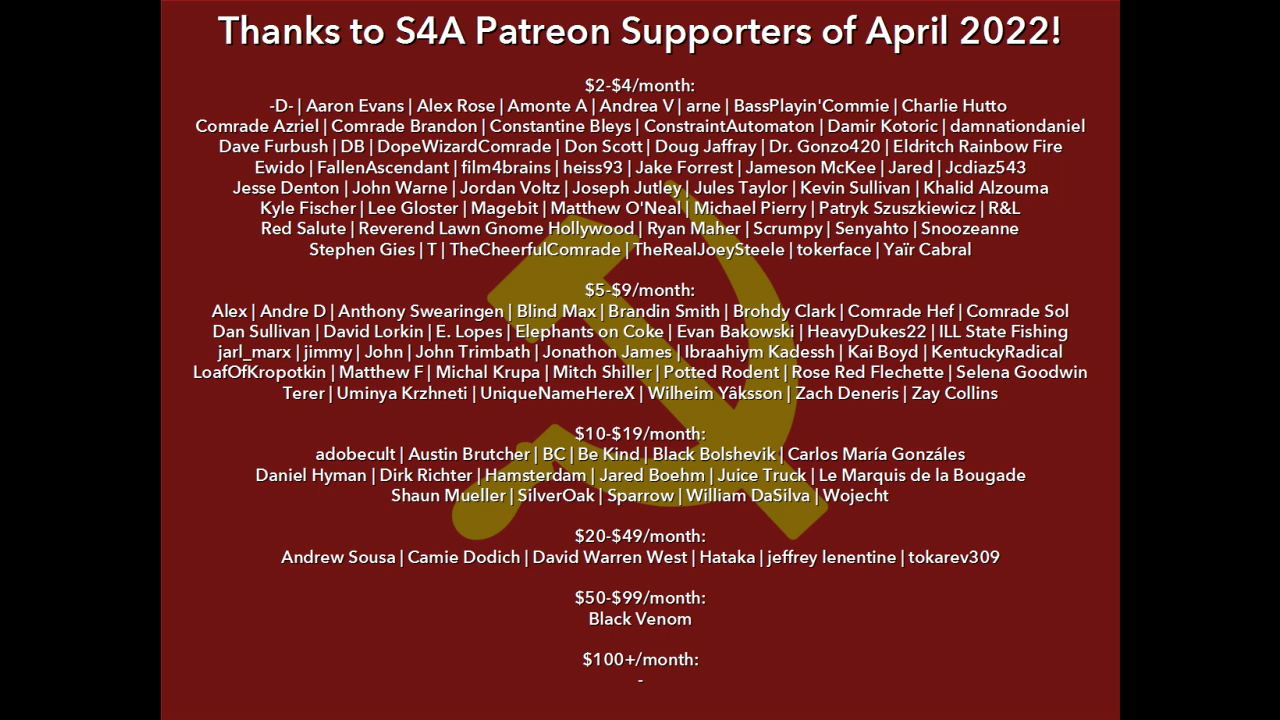 Thanks to S4A Patreon Supporters of April 2022!
$2-$4/month:
-D- | Aaron Evans | Alex Rose | Amonte A | Andrea V | arne | BassPlayin'Commie | Charlie Hutto
Comrade Azriel | Comrade Brandon | Constantine Bleys | ConstraintAutomaton | Damir Kotoric | damnationdaniel
Dave Furbush | DB | DopeWizardComrade | Don Scott | Doug Jaffray | Dr. Gonzo420 | Eldritch Rainbow Fire
Ewido | FallenAscendant | film4brains | heiss93 | Jake Forrest | Jameson McKee | Jared | Jcdiaz543
Jesse Denton | John Warne | Jordan Voltz | Joseph Jutley | Jules Taylor | Kevin Sullivan | Khalid Alzouma
Kyle Fischer | Lee Gloster | Magebit | Matthew O'Neal | Michael Pierry | Patryk Szuszkiewicz | R&L
Red Salute | Reverend Lawn Gnome Hollywood | Ryan Maher | Scrumpy | Senyahto | Snoozeanne
Stephen Gies | T | TheCheerfulComrade | TheRealJoeySteele | tokerface | Yaïr Cabral
$5-$9/month:
Alex | Andre D | Anthony Swearingen | Blind Max | Brandin Smith | Brohdy Clark | Comrade Hef | Comrade Sol
Dan Sullivan | David Lorkin | E. Lopes | Elephants on Coke | Evan Bakowski | HeavyDukes22 | ILL State Fishing
jarl_marx | jimmy | John | John Trimbath | Jonathon James | Ibraahiym Kadessh | Kai Boyd | KentuckyRadical
LoafOfKropotkin | Matthew F | Michal Krupa | Mitch Shiller | Potted Rodent | Rose Red Flechette | Selena Goodwin
Terer | Uminya Krzhneti | UniqueNameHereX | Wilheim Yâksson | Zach Deneris | Zay Collins
$10-$19/month:
adobecult | Austin Brutcher | BC | Be Kind | Black Bolshevik | Carlos María Gonzáles
Daniel Hyman | Dirk Richter | Hamsterdam | Jared Boehm | Juice Truck | Le Marquis de la Bougade
Shaun Mueller | SilverOak | Sparrow | William DaSilva | Wojecht
$20-$49/month:
Andrew Sousa | Camie Dodich | David Warren West | Hataka | jeffrey lenentine | tokarev309
$50-$99/month:
Black Venom
$100+/month:
-